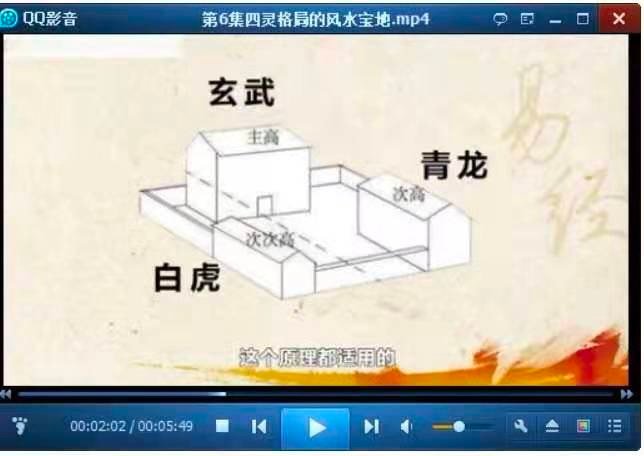 QQ影音
第6集四灵格局的风水宝地.mp4
玄武
主高
易经
青龙
次高
次次高
白虎
这个原理都适用的
00:02:02 / 00:05:49